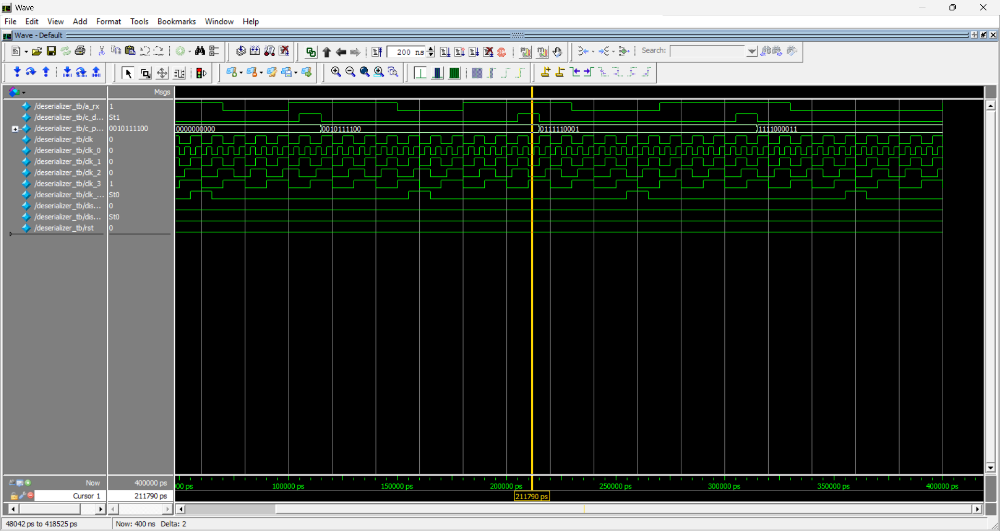 Wave
File Edit View Add Format Tools Bookmarks Window Help
Wave - Default
200 ns
Search:
Msgs
/deserializer_tb/a_rx 1
/deserializer_tb/c_d... St1
/deserializer_tb/c_p... 0010111100 0000000000 0010111100 0111110001 1111000011
/deserializer_tb/clk 0
/deserializer_tb/clk_0 0
/deserializer_tb/clk_1 0
/deserializer_tb/clk_2 0
/deserializer_tb/clk_3 1
/deserializer_tb/clk_... St0
/deserializer_tb/dis... 0
/deserializer_tb/dis... St0
/deserializer_tb/rst 0
Now 400000 ps
00 ps 100000 ps 150000 ps 200000 ps 250000 ps 300000 ps 350000 ps 400000 ps
Cursor 1 211790 ps 211790 ps
48042 ps to 418525 ps Now: 400 ns Delta: 2